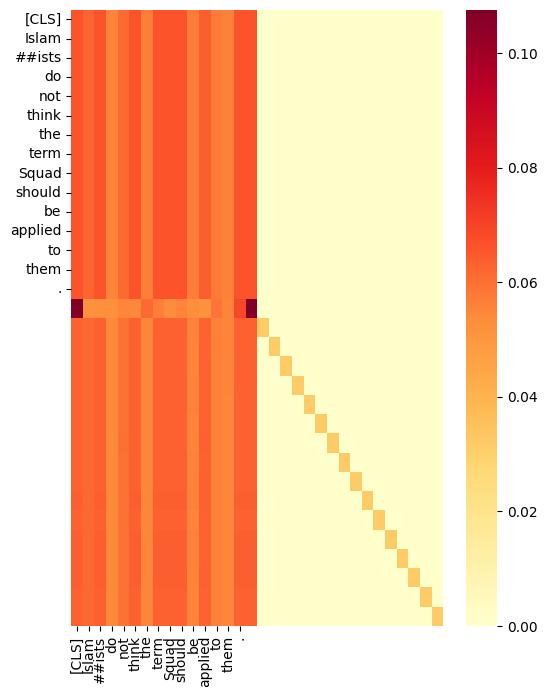 [CLS]
Islam
##ists
do
not
think
the
term
Squad
should
be
applied
to
them
.
[CLS]
Islam
##ists
do
not
think
the
term
Squad
should
be
applied
to
them
.
0.10
0.08
0.06
0.04
0.02
0.00